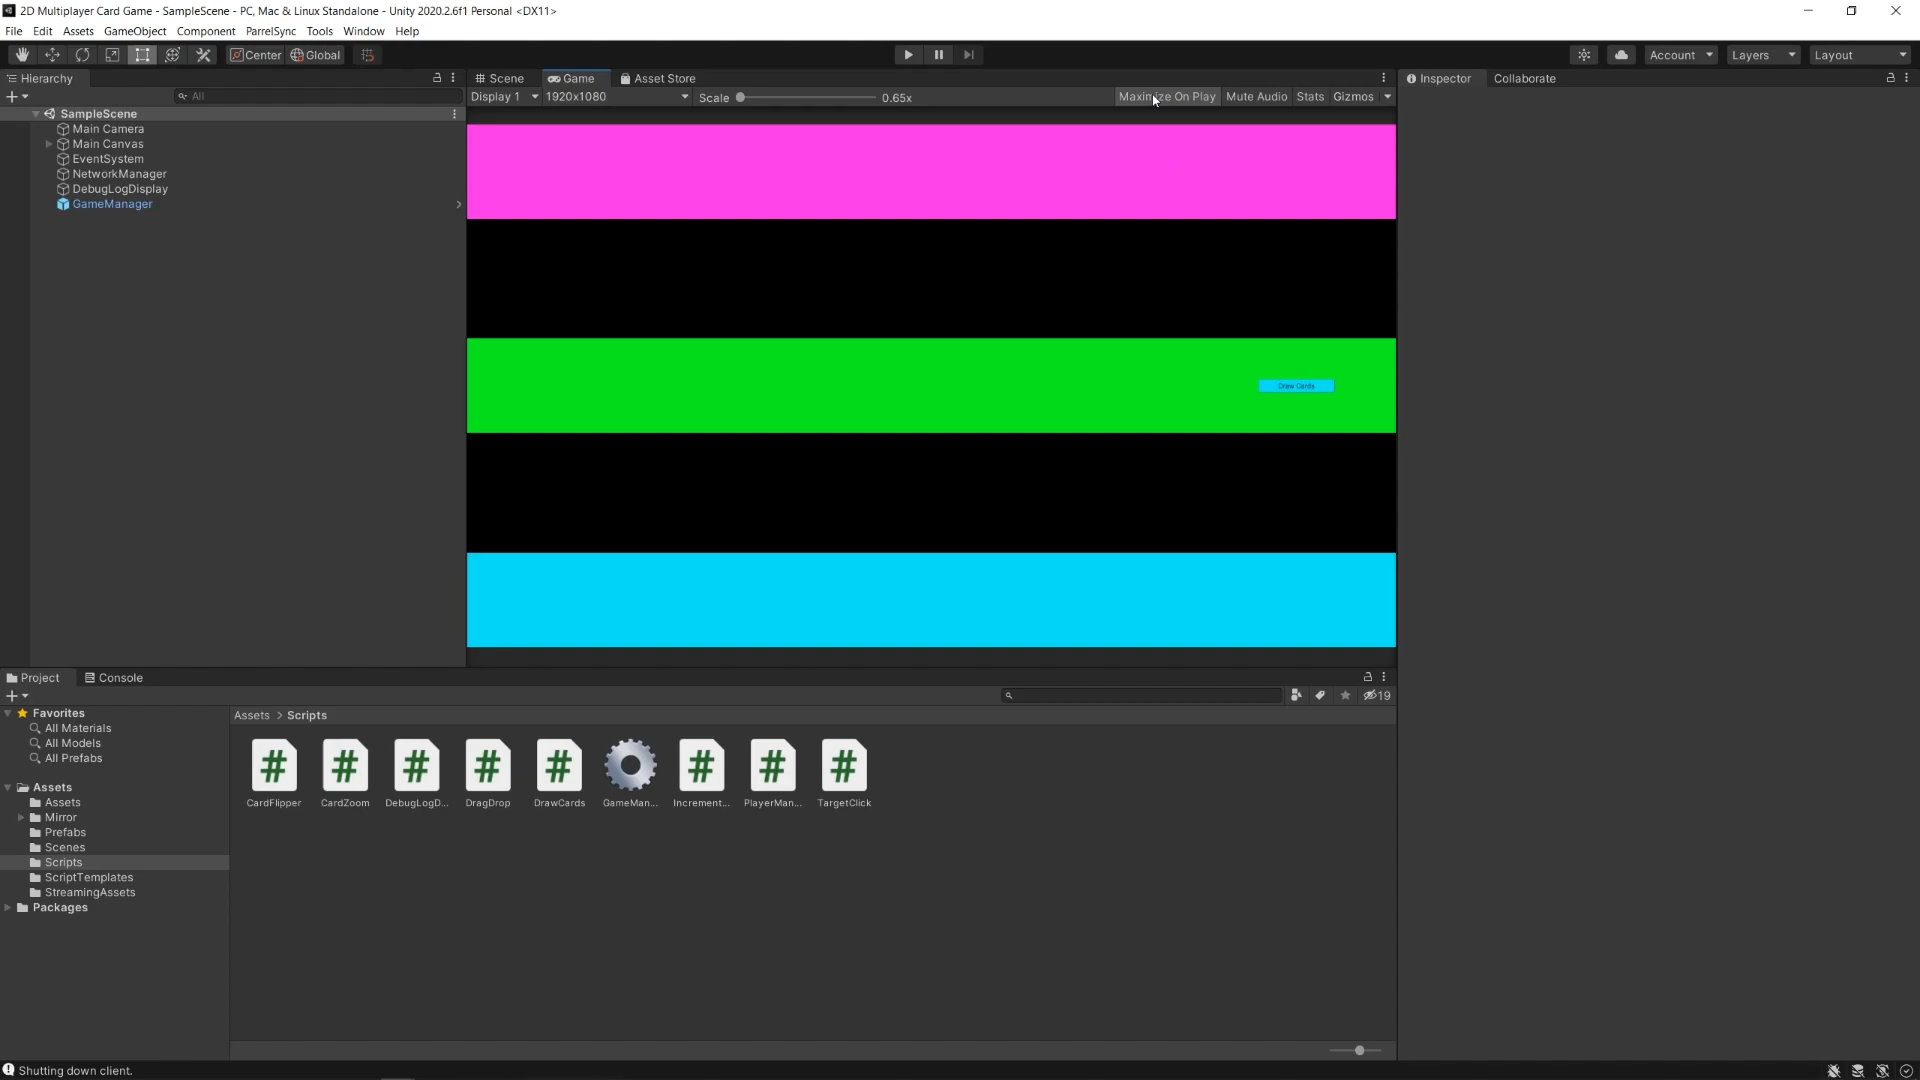 2D Multiplayer Card Game - SampleScene - PC, Mac & Linux Standalone - Unity 2020.2.6f1 Personal <DX11>
File Edit Assets GameObject Component ParrelSync Tools Window Help
Center Global Account Layers Layout
Hierarchy Scene Game Asset Store Inspector Collaborate
All Display 1 1920x1080 Scale 0.65x Maximize On Play Mute Audio Stats Gizmos
SampleScene
Main Camera
Main Canvas
EventSystem
NetworkManager
DebugLogDisplay
GameManager
Draw Cards
Project Console
19
Favorites
All Materials
All Models
All Prefabs
Assets
Assets
Mirror
Prefabs
Scenes
Scripts
ScriptTemplates
StreamingAssets
Packages
Assets > Scripts
CardFlipper CardZoom DebugLogD... DragDrop DrawCards GameMan... Increment... PlayerMan... TargetClick
Shutting down client.